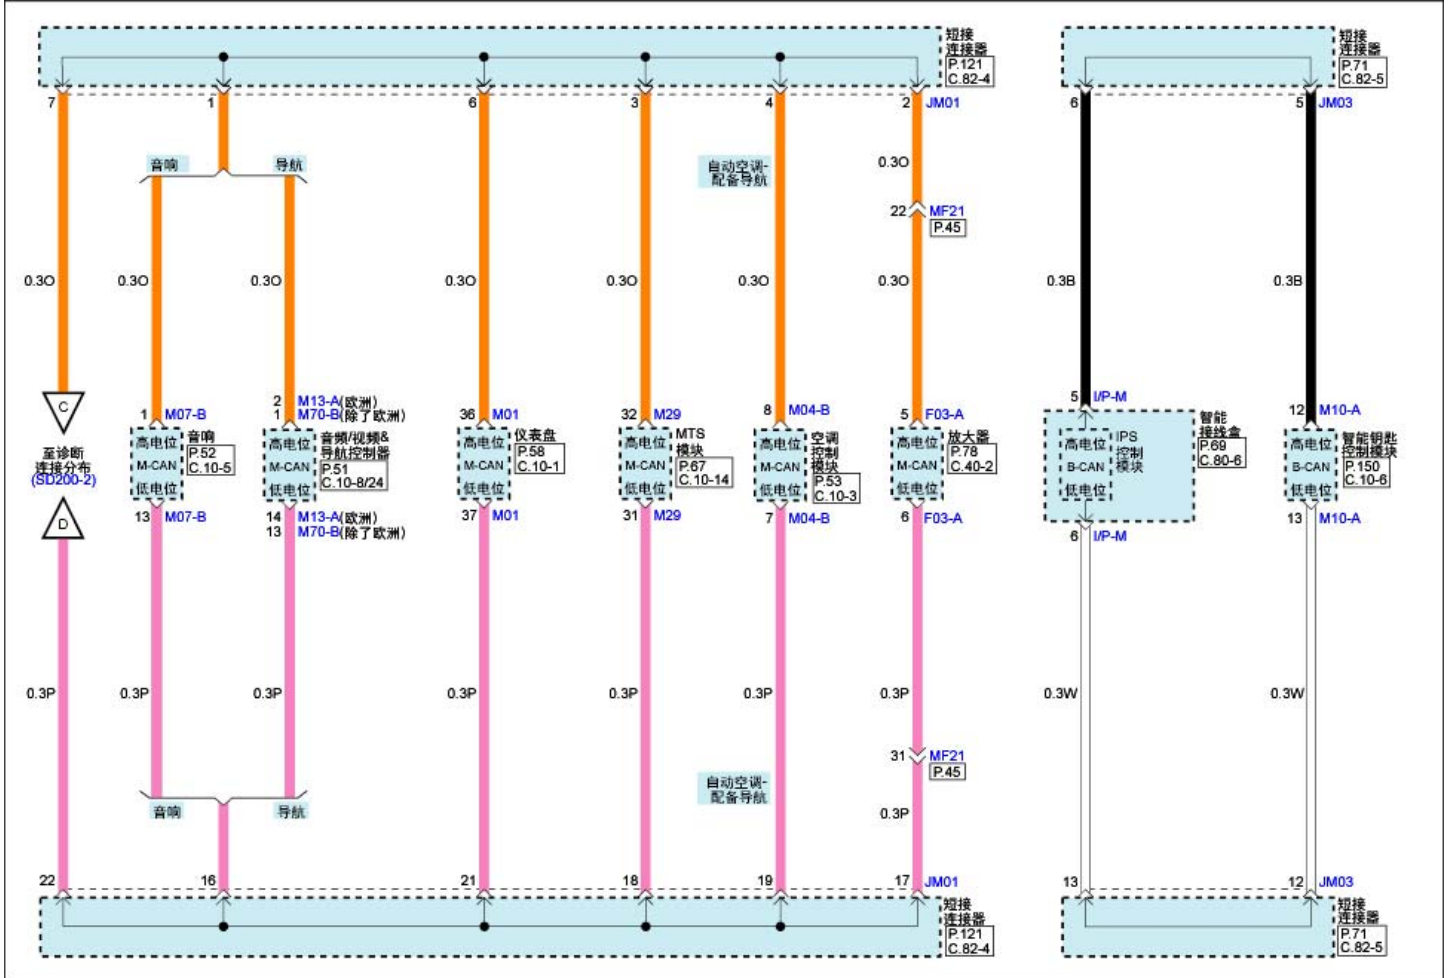 短接
连接器
P.121
C.82-4
短接
连接器
P.71
C.82-5
7
1
6
3
4
2
JM01
6
5
JM03
音响
导航
自动空调-
配备导航
0.3O
22
MF21
P.45
0.3O
0.3O
0.3O
0.3O
0.3O
0.3O
0.3O
0.3B
0.3B
C
至诊断
连接分布
(SD200-2)
D
1
M07-B
高电位
M-CAN
低电位
音响
P.52
C.10-5
13
M07-B
2
M13-A(欧洲)
1
M70-B(除了欧洲)
高电位
M-CAN
低电位
音频/视频&
导航控制器
P.51
C.10-8/24
14
M13-A(欧洲)
13
M70-B(除了欧洲)
36
M01
高电位
M-CAN
低电位
仪表盘
P.58
C.10-1
37
M01
32
M29
高电位
M-CAN
低电位
MTS
模块
P.67
C.10-14
31
M29
8
M04-B
高电位
M-CAN
低电位
空调
控制
模块
P.53
C.10-3
7
M04-B
5
F03-A
高电位
M-CAN
低电位
放大器
P.78
C.40-2
6
F03-A
5
I/P-M
高电位
B-CAN
低电位
IPS
控制
模块
智能
接线盒
P.69
C.80-6
6
I/P-M
12
M10-A
高电位
B-CAN
低电位
智能钥匙
控制模块
P.150
C.10-6
13
M10-A
0.3P
0.3P
0.3P
0.3P
0.3P
0.3P
0.3P
0.3W
0.3W
31
MF21
P.45
自动空调-
配备导航
音响
导航
0.3P
22
16
21
18
19
17
JM01
13
12
JM03
短接
连接器
P.121
C.82-4
短接
连接器
P.71
C.82-5